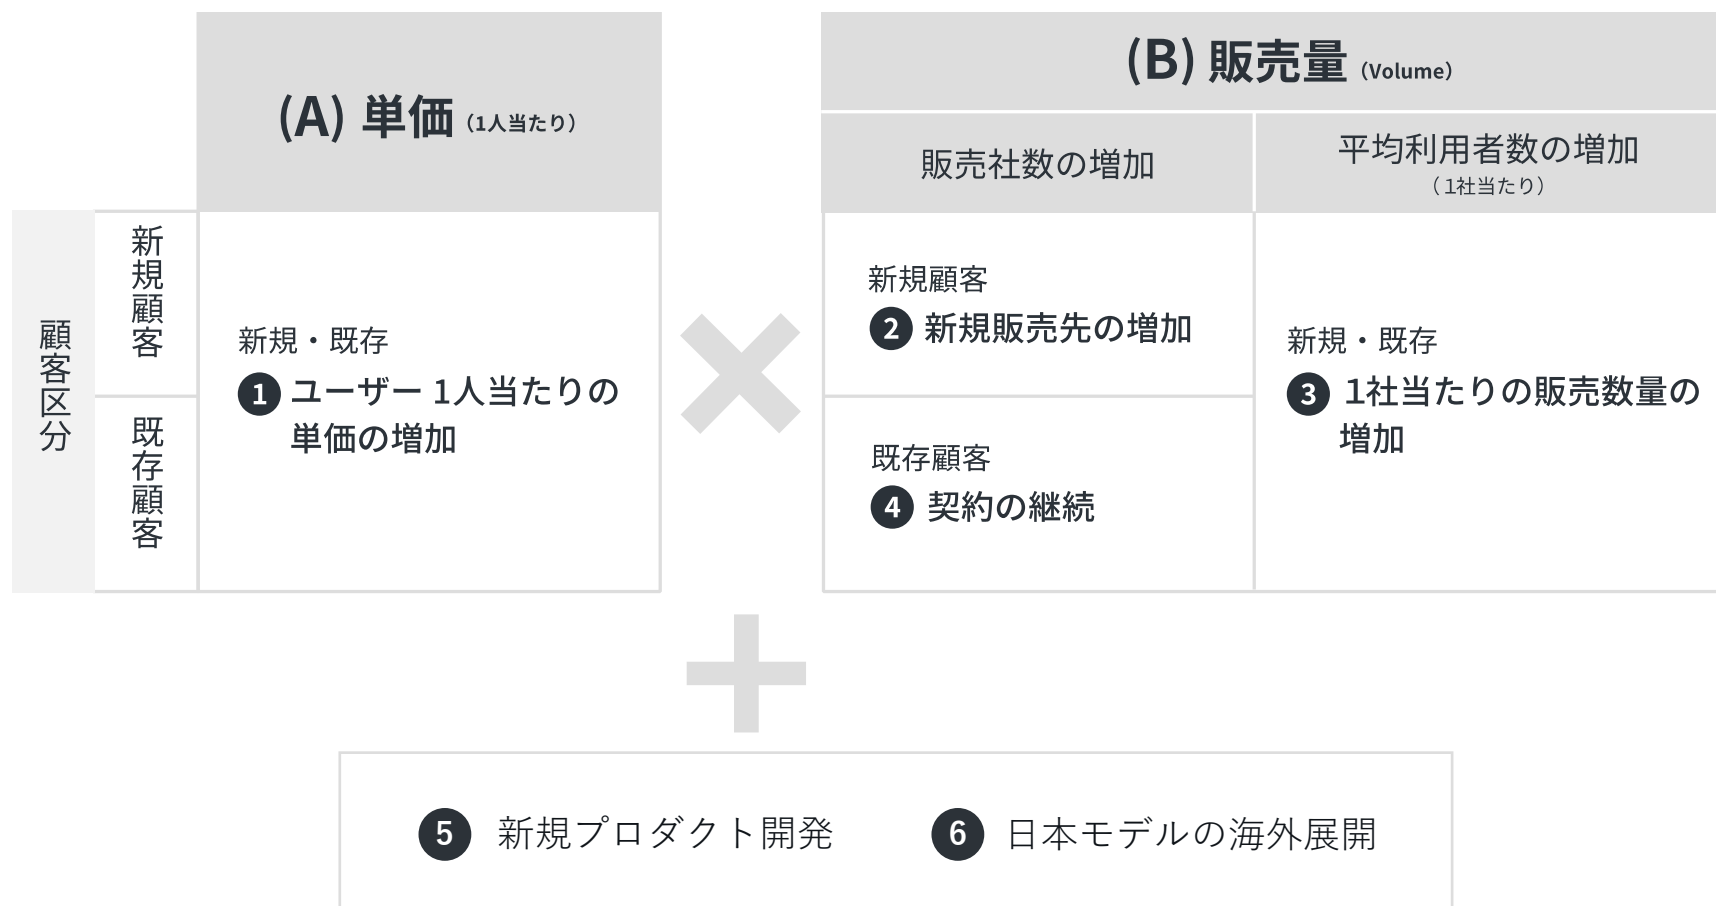 (A) 単価（1人当たり）
(B) 販売量（Volume）
販売社数の増加
平均利用者数の増加
（1社当たり）
顧客区分
新規顧客
既存顧客
新規・既存
1 ユーザー 1人当たりの
単価の増加
新規顧客
2 新規販売先の増加
既存顧客
4 契約の継続
新規・既存
3 1社当たりの販売数量の
増加
5 新規プロダクト開発
6 日本モデルの海外展開